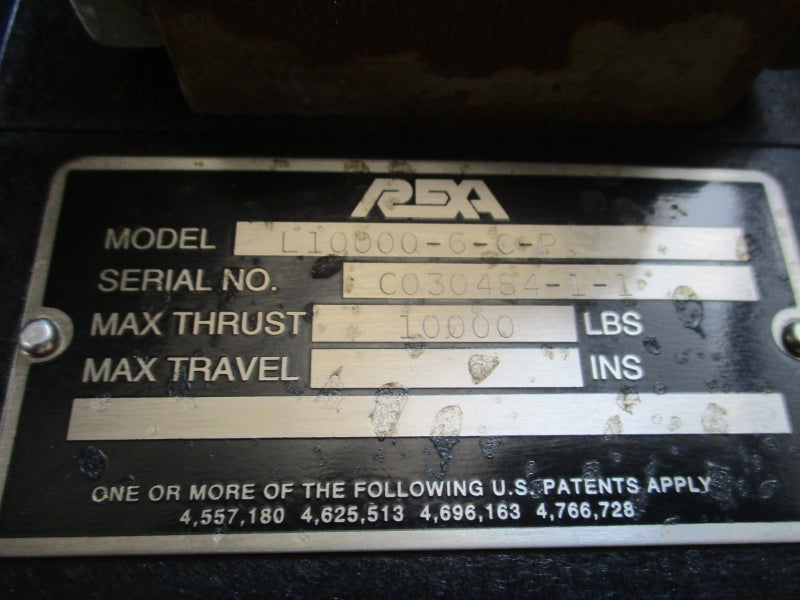 REXA
MODEL L10000-6-C-P
SERIAL NO. C030484-1-1
MAX THRUST 10000 LBS
MAX TRAVEL INS
ONE OR MORE OF THE FOLLOWING U.S. PATENTS APPLY
4,557,180 4,625,513 4,696,163 4,766,728